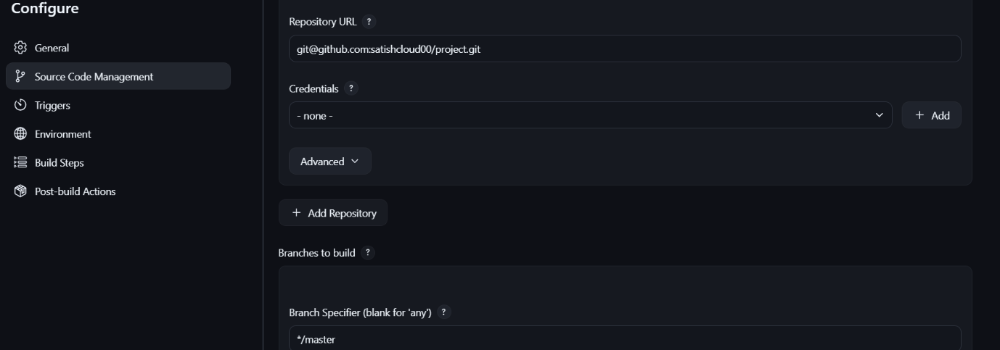 Configure
General
Source Code Management
Triggers
Environment
Build Steps
Post-build Actions
Repository URL ?
git@github.com:satishcloud00/project.git
Credentials ?
- none -
+ Add
Advanced
+ Add Repository
Branches to build ?
Branch Specifier (blank for 'any') ?
*/master